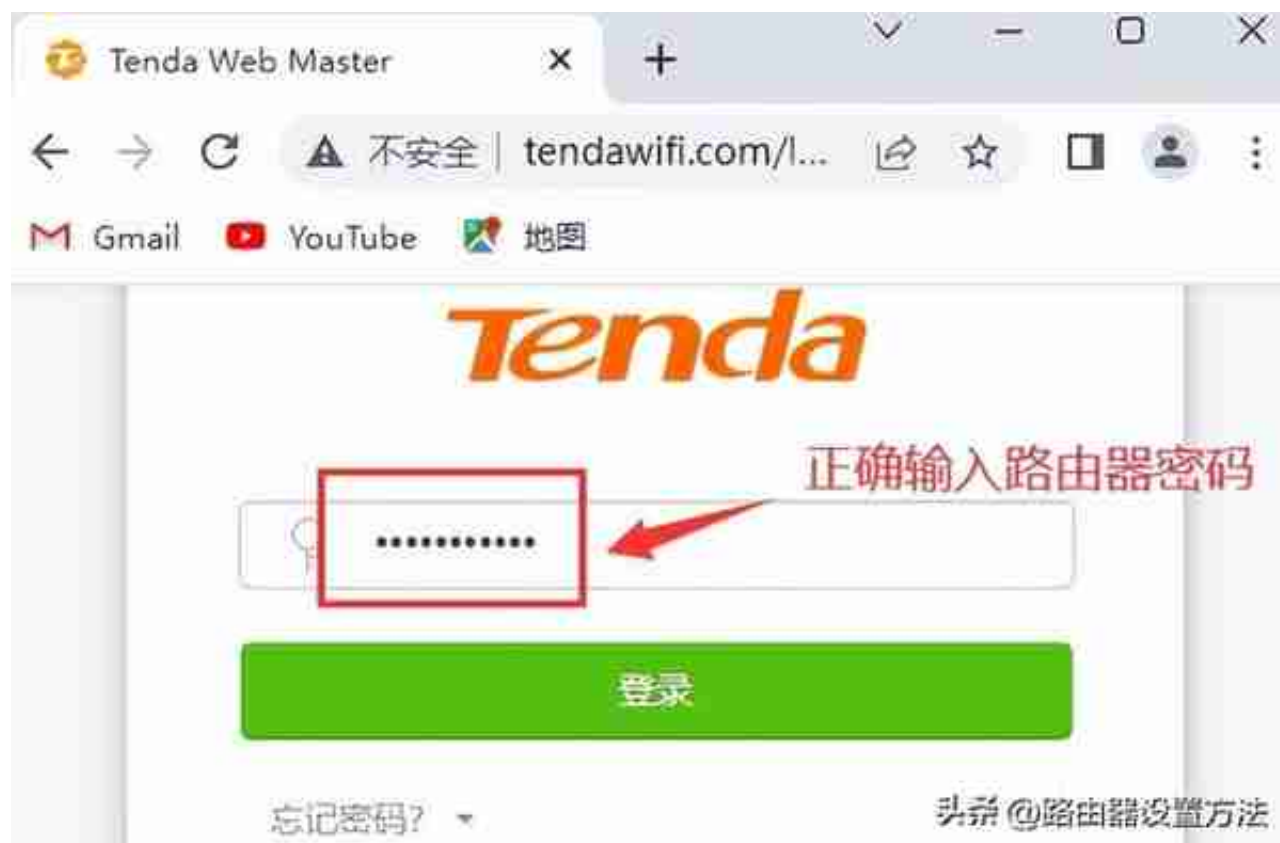 Tenda Web Master
不安全 tendawifi.com/l...
Gmail YouTube 地图
Tenda
正确输入路由器密码
•••••••••••
登录
忘记密码?
头条 @路由器设置方法